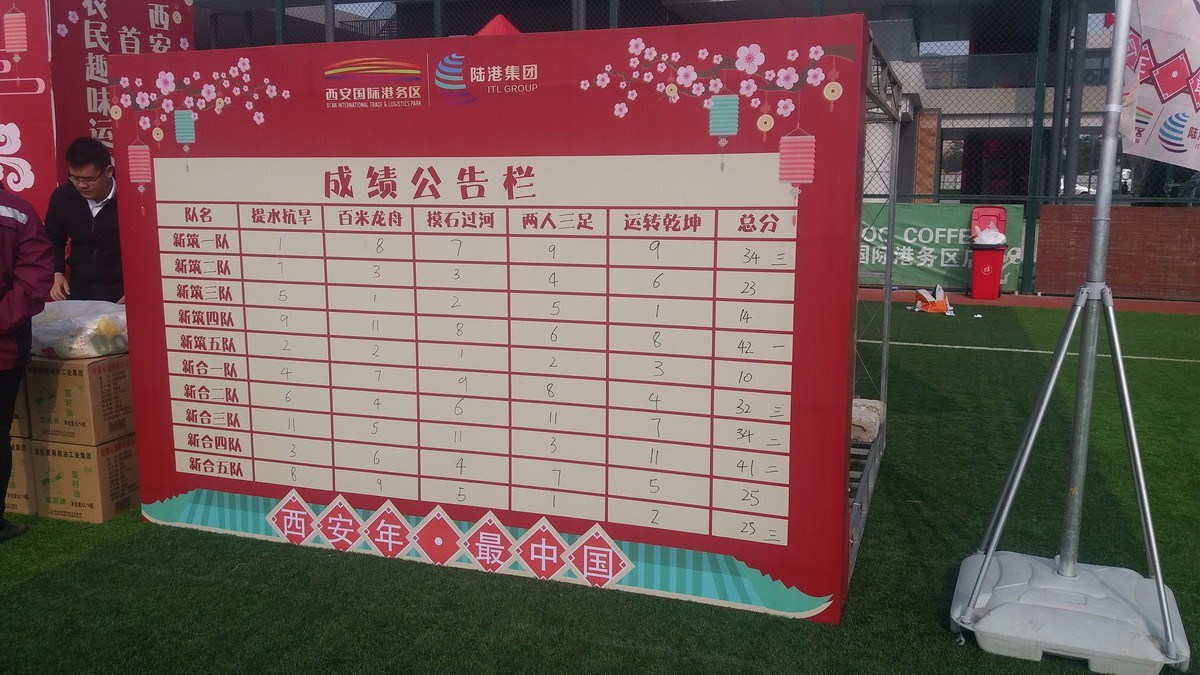 西安
首
农民趣味运
西安国际港务区
XI'AN INTERNATIONAL TRADE & LOGISTICS PARK
陆港集团
ITL GROUP
成绩公告栏
队名 提水抗旱 百米龙舟 摸石过河 两人三足 运转乾坤 总分
新筑一队 1 8 7 9 9 34 三
新筑二队 7 3 3 4 6 23
新筑三队 5 1 2 5 1 14
新筑四队 9 11 8 6 8 42 一
新筑五队 2 2 1 2 3 10
新合一队 4 7 9 8 4 32 三
新合二队 6 4 6 11 7 34 二
新合三队 11 5 11 3 11 41 二
新合四队 3 6 4 7 5 25
新合五队 8 9 5 1 2 25 三
西安年·最中国
COFFEE
国际港务区
年
陆港